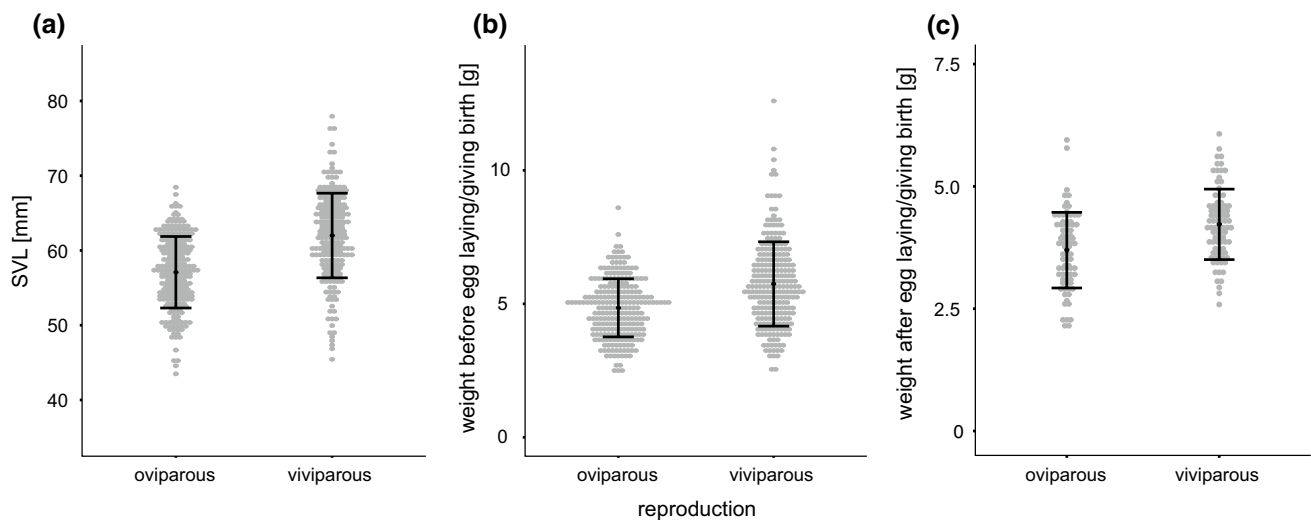 (a)
SVL [mm]
80
70
60
50
40
oviparous viviparous
(b)
weight before egg laying/giving birth [g]
10
5
0
oviparous viviparous
reproduction
(c)
weight after egg laying/giving birth [g]
7.5
5.0
2.5
0
oviparous viviparous